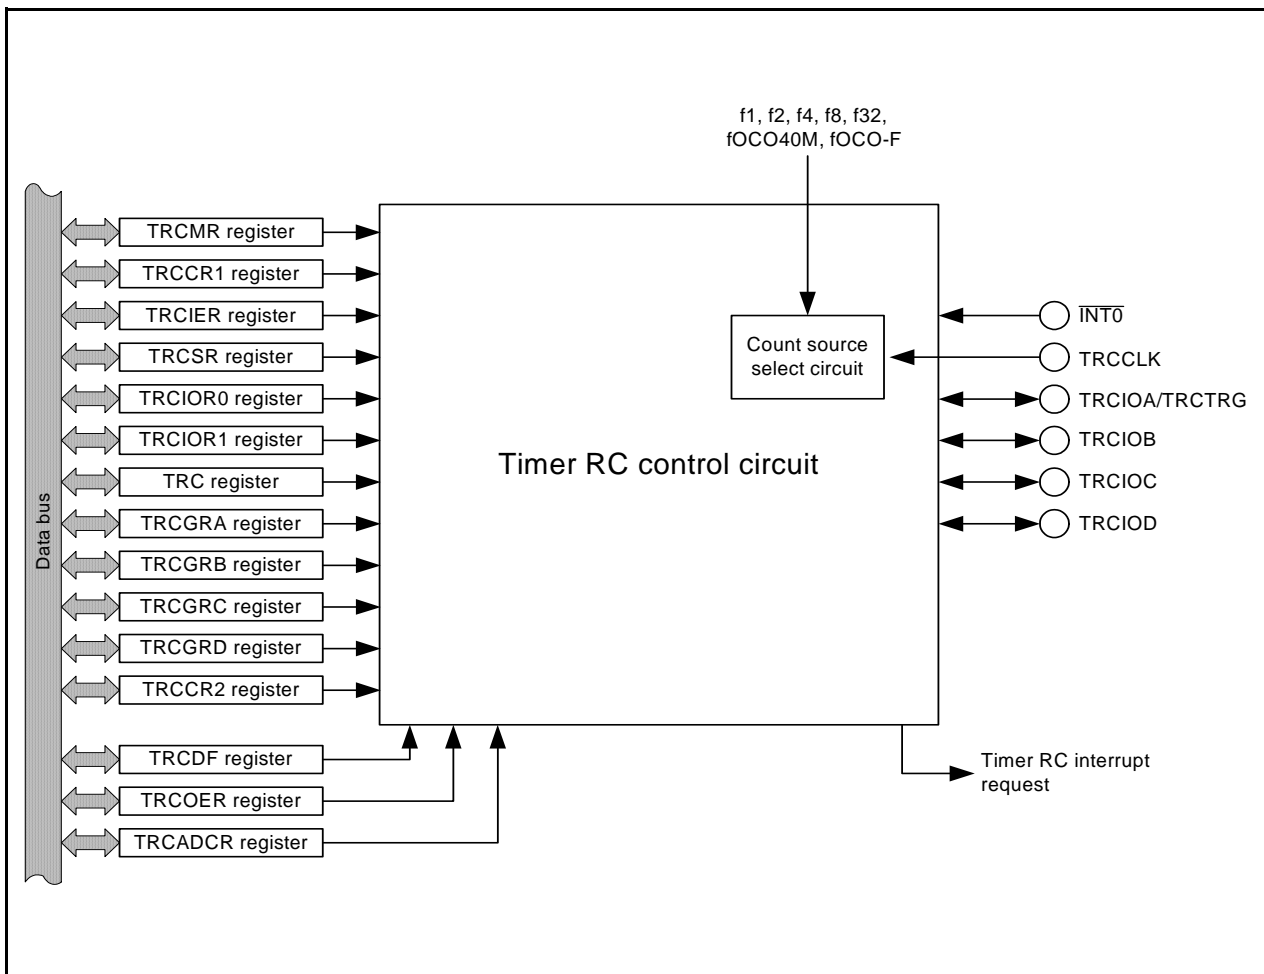 f1, f2, f4, f8, f32,
fOCO40M, fOCO-F
Data bus
TRCMR register
TRCCR1 register
TRCIER register
TRCSR register
TRCIOR0 register
TRCIOR1 register
TRC register
TRCGRA register
TRCGRB register
TRCGRC register
TRCGRD register
TRCCR2 register
TRCDF register
TRCOER register
TRCADCR register
Count source
select circuit
Timer RC control circuit
INT0
TRCCLK
TRCIOA/TRCTRG
TRCIOB
TRCIOC
TRCIOD
Timer RC interrupt
request